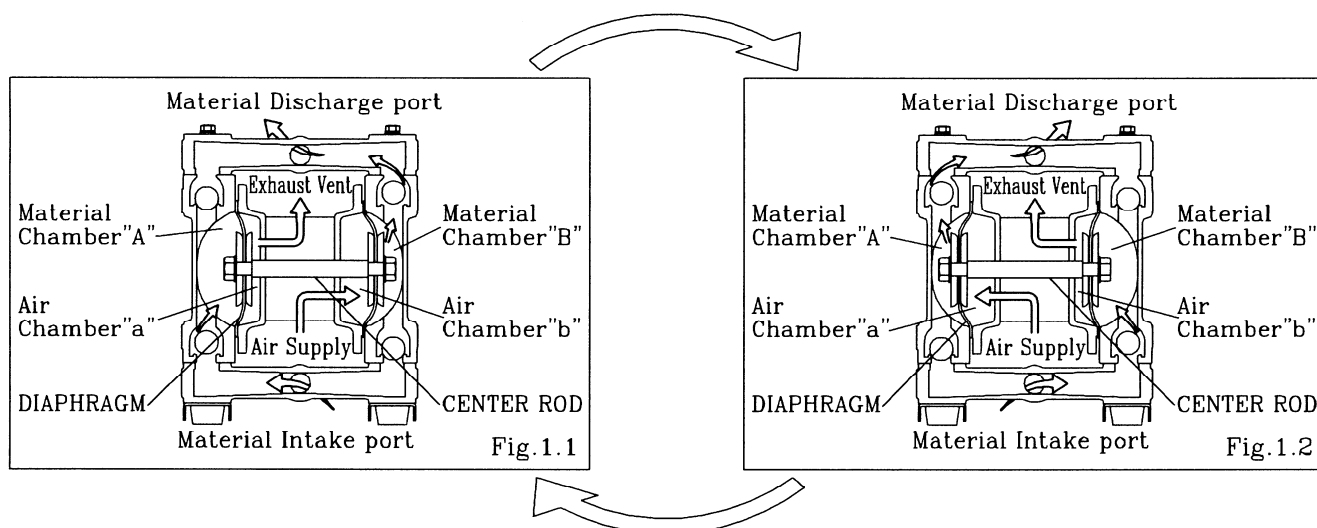 Material Discharge port
Exhaust Vent
Material
Chamber"A"
Material
Chamber"B"
Air
Chamber"a"
Air
Chamber"b"
Air Supply
DIAPHRAGM
CENTER ROD
Material Intake port
Fig.1.1
Material Discharge port
Exhaust Vent
Material
Chamber"A"
Material
Chamber"B"
Air
Chamber"a"
Air
Chamber"b"
Air Supply
DIAPHRAGM
CENTER ROD
Material Intake port
Fig.1.2